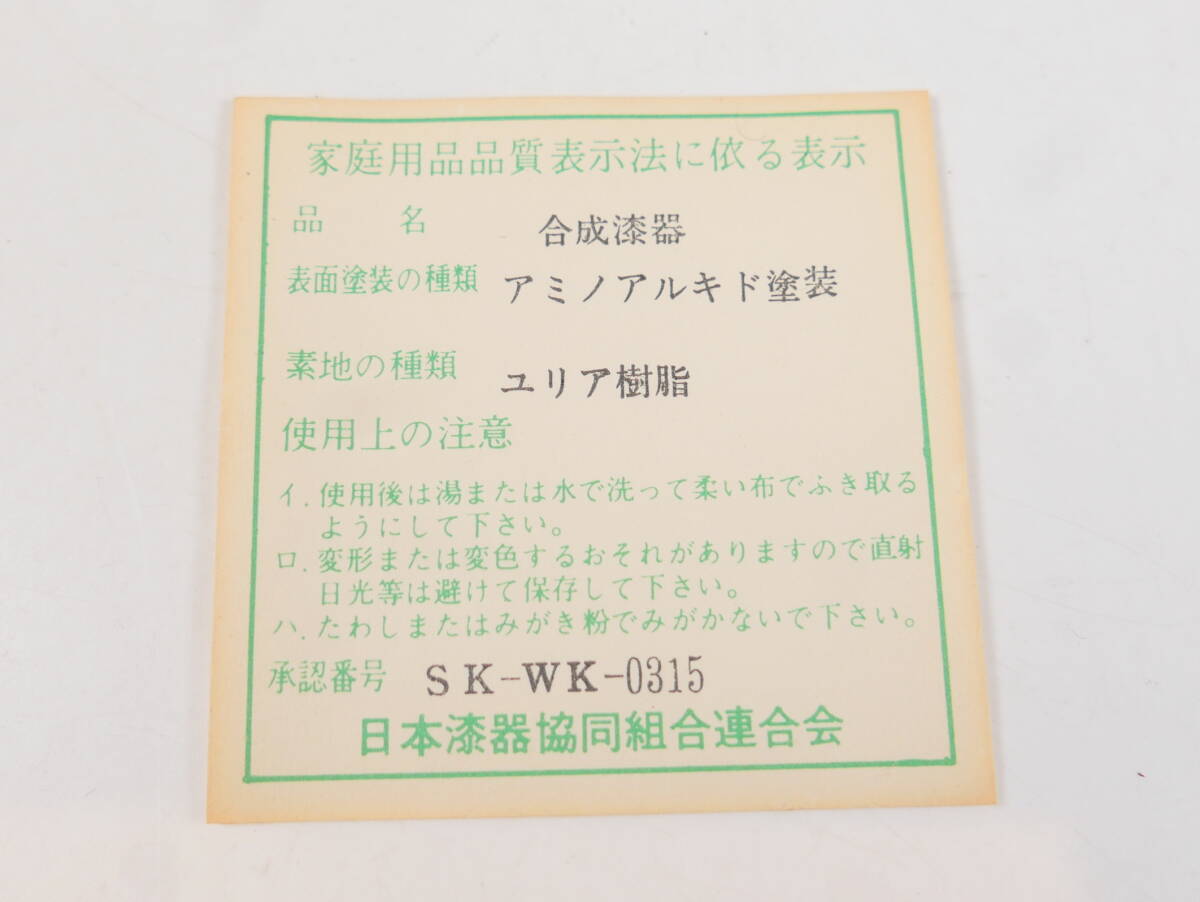 家庭用品品質表示法に依る表示
品名 合成漆器
表面塗装の種類 アミノアルキド塗装
素地の種類 ユリア樹脂
使用上の注意
イ.使用後は湯または水で洗って柔い布でふき取る
ようにして下さい。
ロ.変形または変色するおそれがありますので直射
日光等は避けて保存して下さい。
ハ.たわしまたはみがき粉でみがかないで下さい。
承認番号 SK-WK-0315
日本漆器協同組合連合会